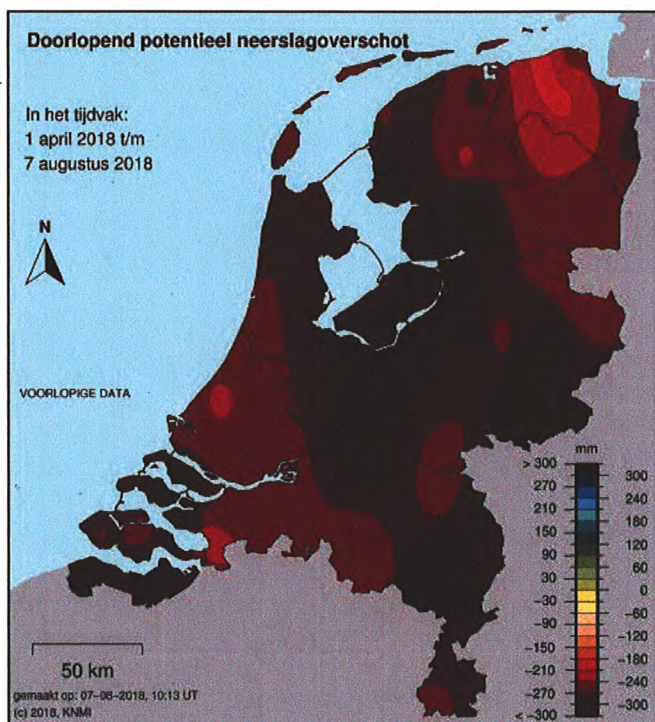 Doorlopend potentieel neerslagoverschot
In het tijdvak:
1 april 2018 t/m
7 augustus 2018
N
VOORLOPIGE DATA
mm
> 300
270
210
150
90
30
-30
-90
-150
-210
-270
< -300
300
240
180
120
60
0
-60
-120
-180
-240
-300
50 km
gemaakt op: 07-08-2018, 10:13 UT
(c) 2018, KNMI